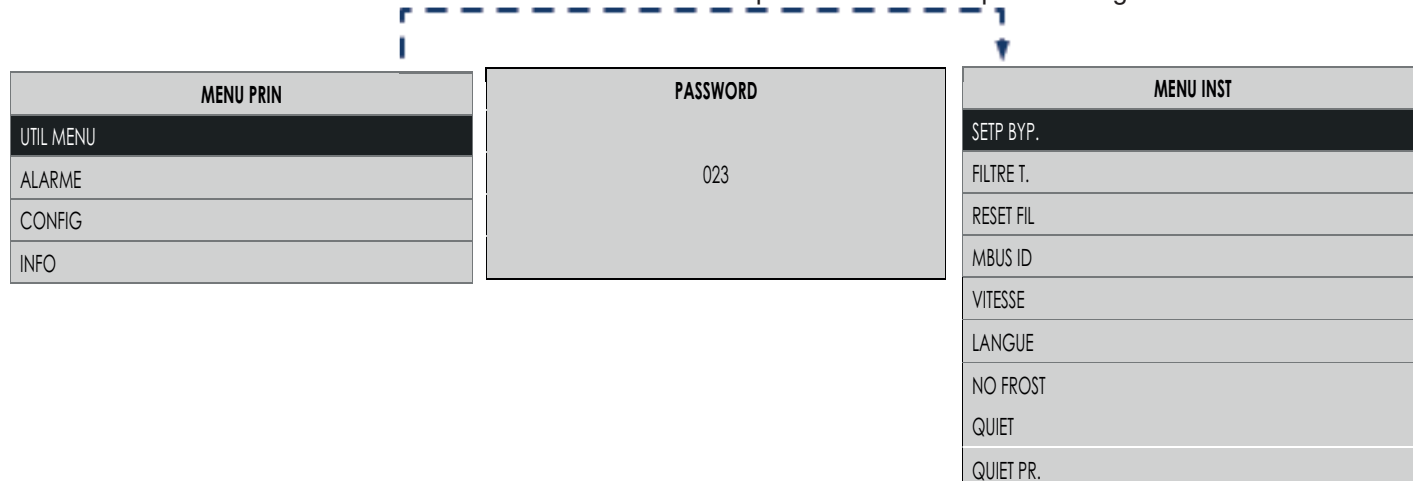 MENU PRIN
UTIL MENU
ALARME
CONFIG
INFO
PASSWORD
023
MENU INST
SETP BYP.
FILTRE T.
RESET FIL
MBUS ID
VITESSE
LANGUE
NO FROST
QUIET
QUIET PR.